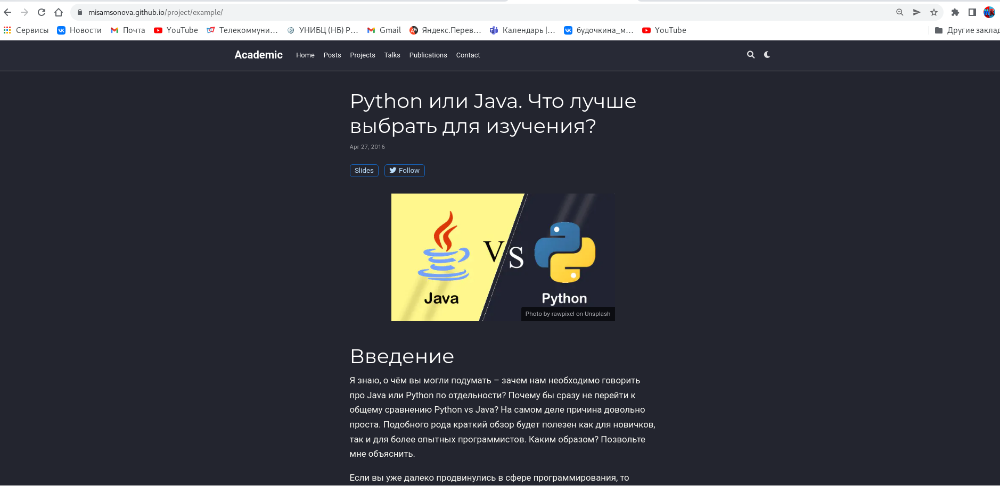 misamsonova.github.io/project/example/
Сервисы Новости Почта YouTube Телекоммуни... УНИБЦ (НБ) Р... Gmail Яндекс.Перев... Календарь |... будочкина_м... YouTube Другие заклад
Academic Home Posts Projects Talks Publications Contact
Python или Java. Что лучше
выбрать для изучения?
Apr 27, 2016
Slides Follow
VS
Java Python
Photo by rawpixel on Unsplash
Введение
Я знаю, о чём вы могли подумать – зачем нам необходимо говорить
про Java или Python по отдельности? Почему бы сразу не перейти к
общему сравнению Python vs Java? На самом деле причина довольно
проста. Подобного рода краткий обзор будет полезен как для новичков,
так и для более опытных программистов. Каким образом? Позвольте
мне объяснить.
Если вы уже далеко продвинулись в сфере программирования, то